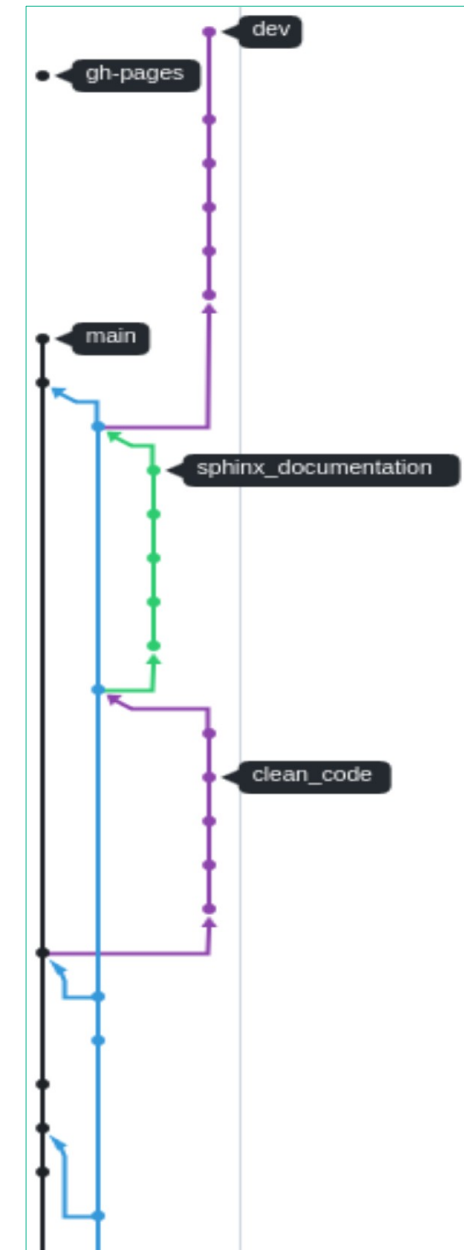 dev
gh-pages
main
sphinx_documentation
clean_code